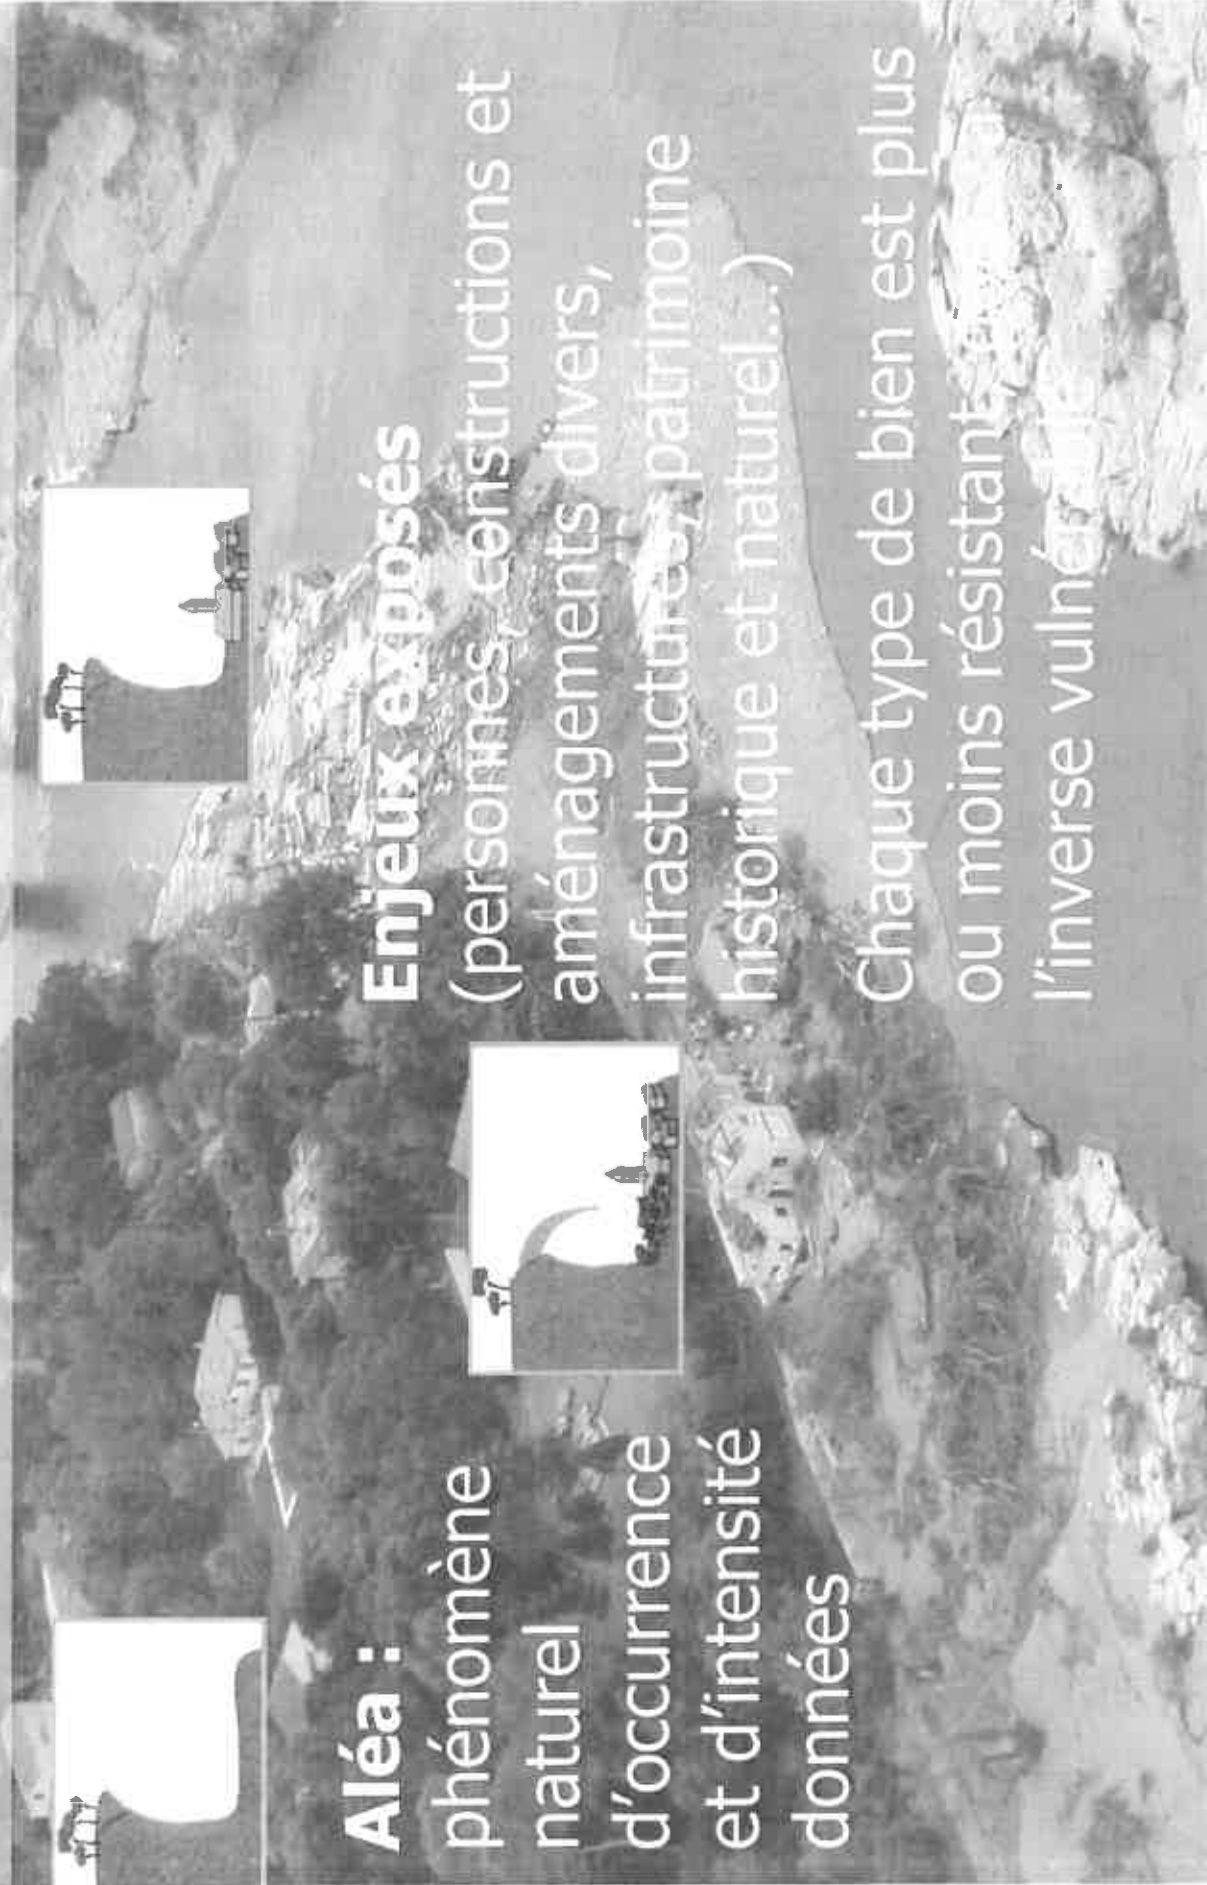 Aléa :
phénomène
naturel
d'occurrence
et d'intensité
données
Enjeux exposés
(personnes, constructions et
aménagements divers,
infrastructures, patrimoine
historique et naturel...)
Chaque type de bien est plus
ou moins résistant,
l'inverse vulnérable